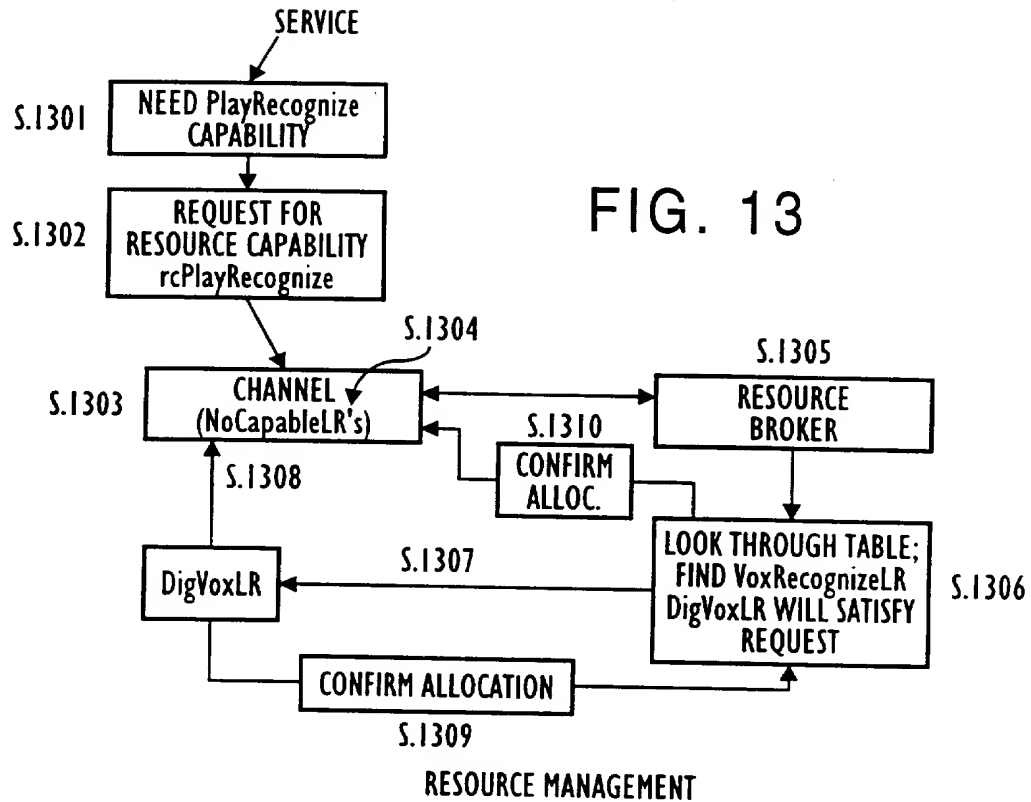 SERVICE
S.1301
NEED PlayRecognize
CAPABILITY
S.1302
REQUEST FOR
RESOURCE CAPABILITY
rcPlayRecognize
FIG. 13
S.1304
S.1303
CHANNEL
(NoCapableLR's)
S.1305
RESOURCE
BROKER
S.1310
CONFIRM
ALLOC.
S.1308
DigVoxLR
S.1307
LOOK THROUGH TABLE;
FIND VoxRecognizeLR
DigVoxLR WILL SATISFY
REQUEST
S.1306
CONFIRM ALLOCATION
S.1309
RESOURCE MANAGEMENT